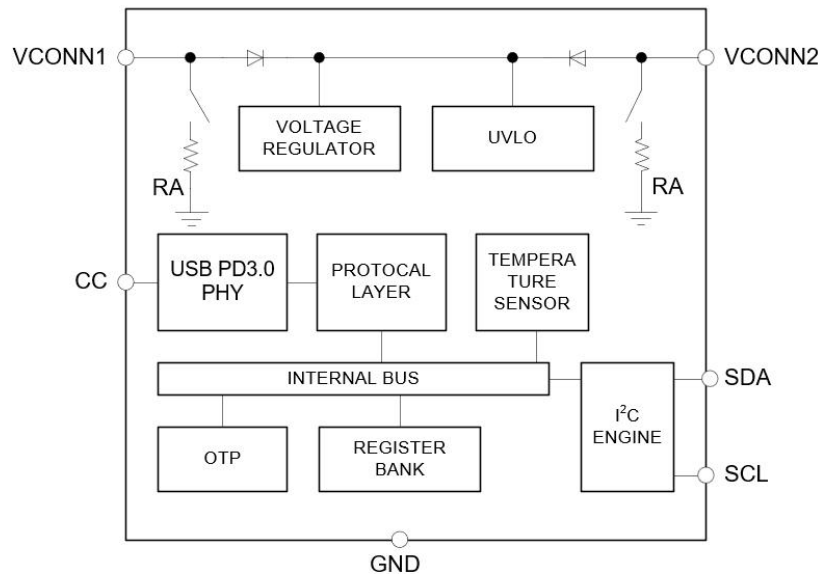 VCONN1
VCONN2
VOLTAGE
REGULATOR
UVLO
RA
RA
CC
USB PD3.0
PHY
PROTOCAL
LAYER
TEMPERA
TURE
SENSOR
INTERNAL BUS
SDA
I²C
ENGINE
OTP
REGISTER
BANK
SCL
GND